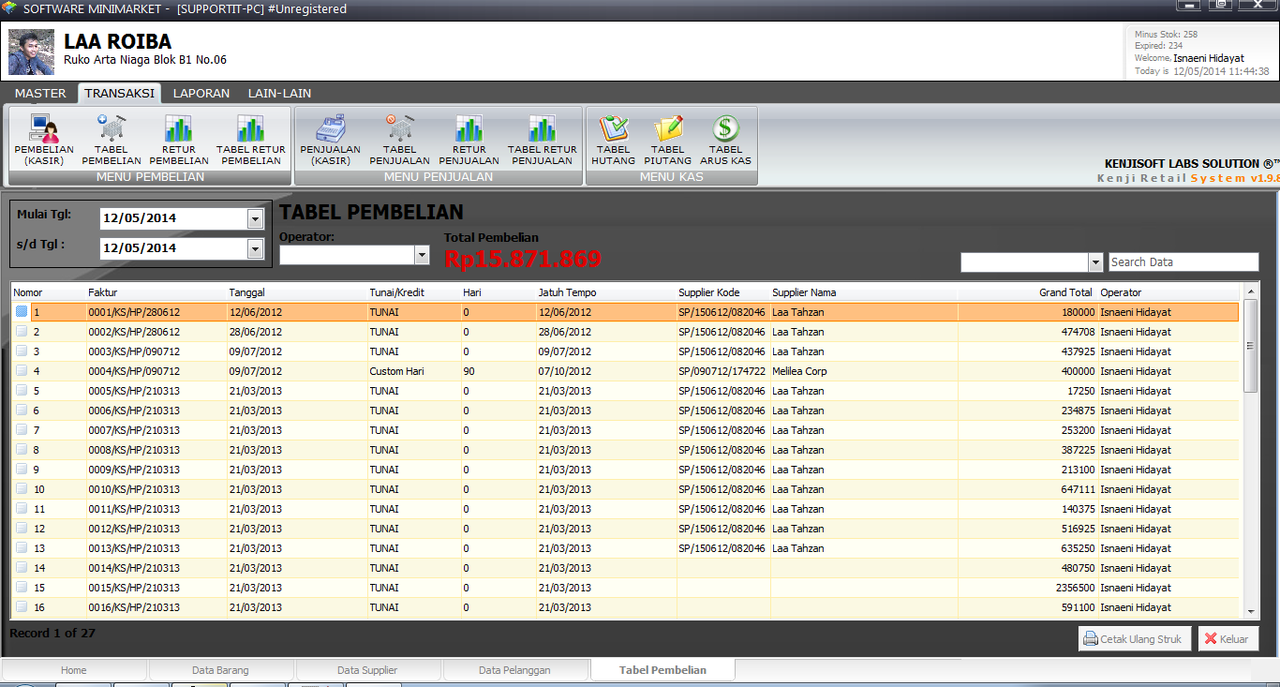 SOFTWARE MINIMARKET - [SUPPORTIT-PC] #Unregistered
LAA ROIBA
Ruko Arta Niaga Blok B1 No.06
Minus Stok: 258
Expired: 234
Welcome, Isnaeni Hidayat
Today is 12/05/2014 11:44:38
MASTER TRANSAKSI LAPORAN LAIN-LAIN
PEMBELIAN (KASIR)
TABEL PEMBELIAN
RETUR PEMBELIAN
TABEL RETUR PEMBELIAN
MENU PEMBELIAN
PENJUALAN (KASIR)
TABEL PENJUALAN
RETUR PENJUALAN
TABEL RETUR PENJUALAN
MENU PENJUALAN
TABEL HUTANG
TABEL PIUTANG
TABEL ARUS KAS
MENU KAS
KENJISOFT LABS SOLUTION ®™
Kenji Retail System v1.9.8
Mulai Tgl: 12/05/2014
s/d Tgl : 12/05/2014
TABEL PEMBELIAN
Operator:
Total Pembelian
Rp15.871.869
Search Data
Nomor Faktur Tanggal Tunai/Kredit Hari Jatuh Tempo Supplier Kode Supplier Nama Grand Total Operator
1 0001/KS/HP/280612 12/06/2012 TUNAI 0 12/06/2012 SP/150612/082046 Laa Tahzan 180000 Isnaeni Hidayat
2 0002/KS/HP/280612 28/06/2012 TUNAI 0 28/06/2012 SP/150612/082046 Laa Tahzan 474708 Isnaeni Hidayat
3 0003/KS/HP/090712 09/07/2012 TUNAI 0 09/07/2012 SP/150612/082046 Laa Tahzan 437925 Isnaeni Hidayat
4 0004/KS/HP/090712 09/07/2012 Custom Hari 90 07/10/2012 SP/090712/174722 Melilea Corp 400000 Isnaeni Hidayat
5 0005/KS/HP/210313 21/03/2013 TUNAI 0 21/03/2013 SP/150612/082046 Laa Tahzan 17250 Isnaeni Hidayat
6 0006/KS/HP/210313 21/03/2013 TUNAI 0 21/03/2013 SP/150612/082046 Laa Tahzan 234875 Isnaeni Hidayat
7 0007/KS/HP/210313 21/03/2013 TUNAI 0 21/03/2013 SP/150612/082046 Laa Tahzan 253200 Isnaeni Hidayat
8 0008/KS/HP/210313 21/03/2013 TUNAI 0 21/03/2013 SP/150612/082046 Laa Tahzan 387225 Isnaeni Hidayat
9 0009/KS/HP/210313 21/03/2013 TUNAI 0 21/03/2013 SP/150612/082046 Laa Tahzan 213100 Isnaeni Hidayat
10 0010/KS/HP/210313 21/03/2013 TUNAI 0 21/03/2013 SP/150612/082046 Laa Tahzan 647111 Isnaeni Hidayat
11 0011/KS/HP/210313 21/03/2013 TUNAI 0 21/03/2013 SP/150612/082046 Laa Tahzan 140375 Isnaeni Hidayat
12 0012/KS/HP/210313 21/03/2013 TUNAI 0 21/03/2013 SP/150612/082046 Laa Tahzan 516925 Isnaeni Hidayat
13 0013/KS/HP/210313 21/03/2013 TUNAI 0 21/03/2013 SP/150612/082046 Laa Tahzan 635250 Isnaeni Hidayat
14 0014/KS/HP/210313 21/03/2013 TUNAI 0 21/03/2013 480750 Isnaeni Hidayat
15 0015/KS/HP/210313 21/03/2013 TUNAI 0 21/03/2013 2356500 Isnaeni Hidayat
16 0016/KS/HP/210313 21/03/2013 TUNAI 0 21/03/2013 591100 Isnaeni Hidayat
Record 1 of 27
Cetak Ulang Struk Keluar
Home Data Barang Data Supplier Data Pelanggan Tabel Pembelian